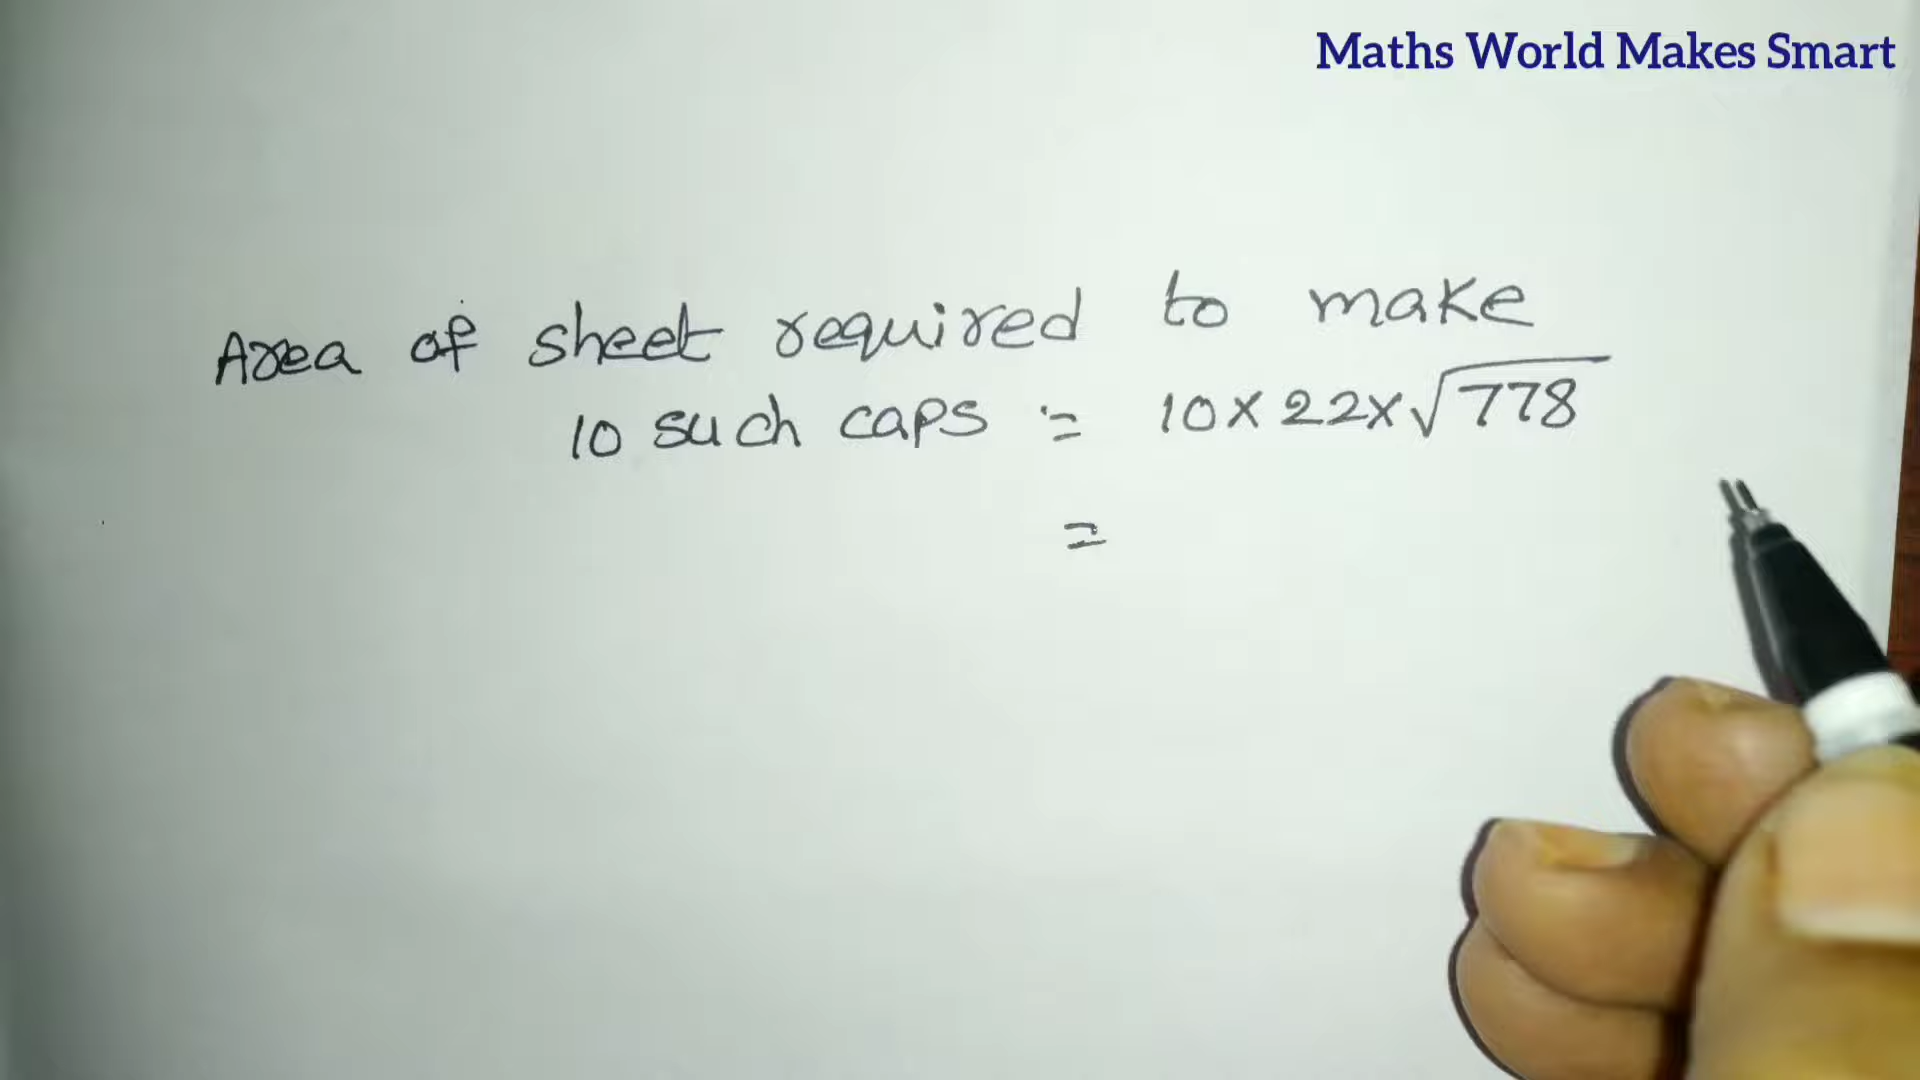 Maths World Makes Smart
Area of sheet required to make
10 such caps = 10 x 22 x √778
=